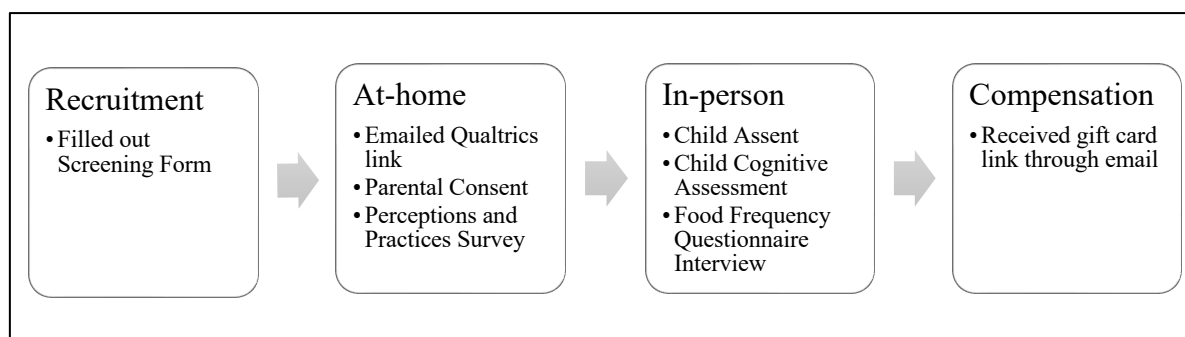 Recruitment
• Filled out
Screening Form
At-home
• Emailed Qualtrics
link
• Parental Consent
• Perceptions and
Practices Survey
In-person
• Child Assent
• Child Cognitive
Assessment
• Food Frequency
Questionnaire
Interview
Compensation
• Received gift card
link through email